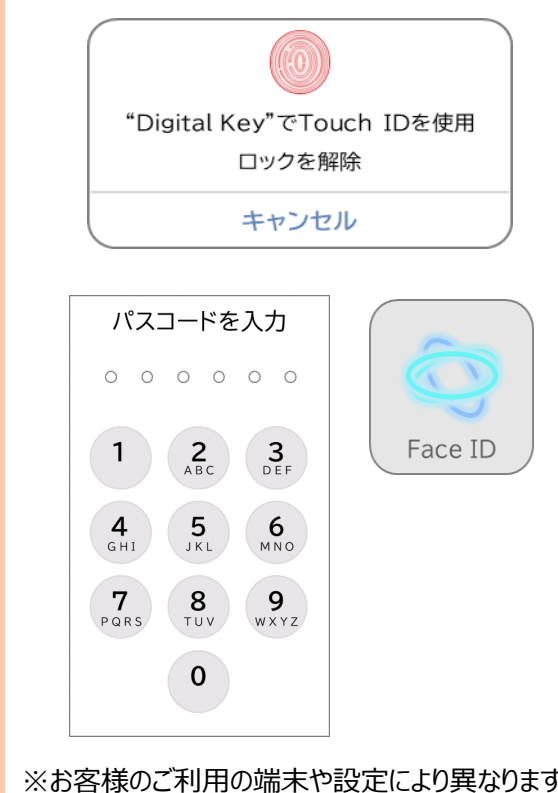 “Digital Key”でTouch IDを使用
ロックを解除
キャンセル
パスコードを入力
1
2
ABC
3
DEF
4
GHI
5
JKL
6
MNO
7
PQRS
8
TUV
9
WXYZ
0
Face ID
※お客様のご利用の端末や設定により異なります